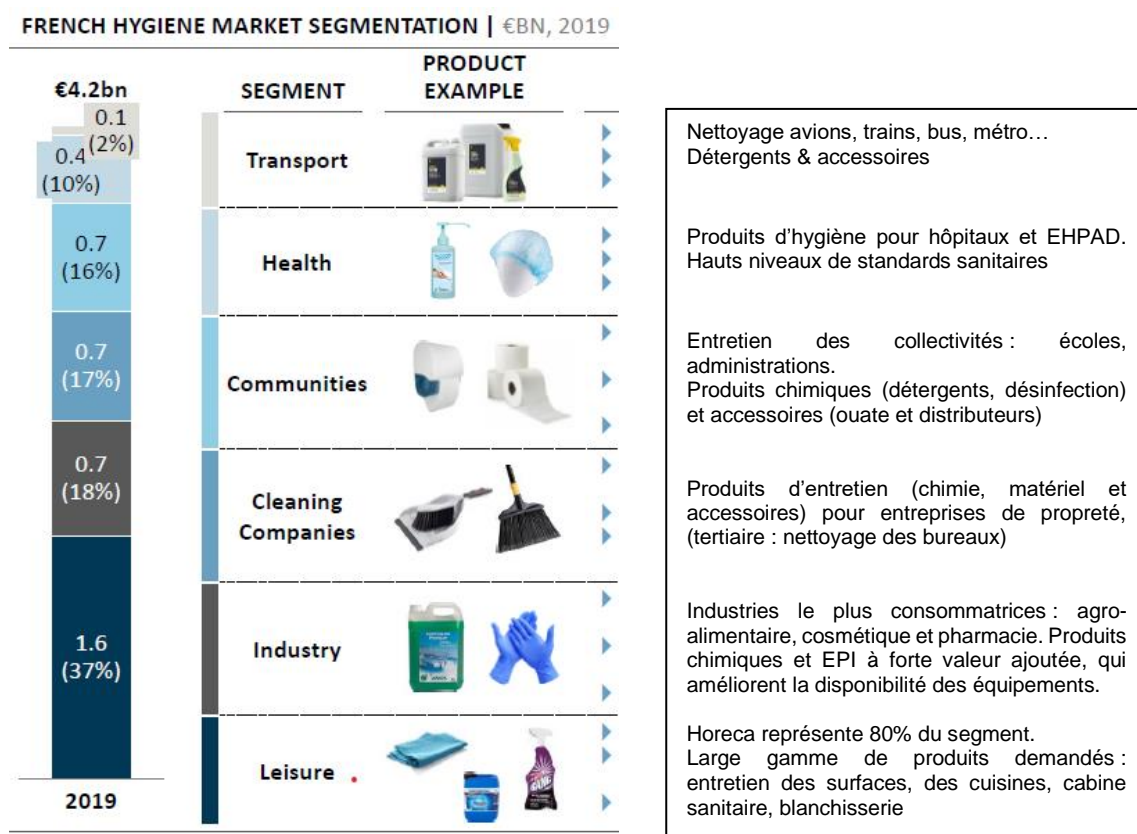 FRENCH HYGIENE MARKET SEGMENTATION | €BN, 2019
€4.2bn
SEGMENT
PRODUCT
EXAMPLE
0.1
(2%)
0.4
(10%)
0.7
(16%)
0.7
(17%)
0.7
(18%)
1.6
(37%)
2019
Transport
Nettoyage avions, trains, bus, métro…
Détergents & accessoires
Health
Produits d’hygiène pour hôpitaux et EHPAD.
Hauts niveaux de standards sanitaires
Communities
Entretien des collectivités : écoles,
administrations.
Produits chimiques (détergents, désinfection)
et accessoires (ouate et distributeurs)
Cleaning
Companies
Produits d’entretien (chimie, matériel et
accessoires) pour entreprises de propreté,
(tertiaire : nettoyage des bureaux)
Industry
Industries le plus consommatrices : agro-
alimentaire, cosmétique et pharmacie. Produits
chimiques et EPI à forte valeur ajoutée, qui
améliorent la disponibilité des équipements.
Leisure
Horeca représente 80% du segment.
Large gamme de produits demandés :
entretien des surfaces, des cuisines, cabine
sanitaire, blanchisserie